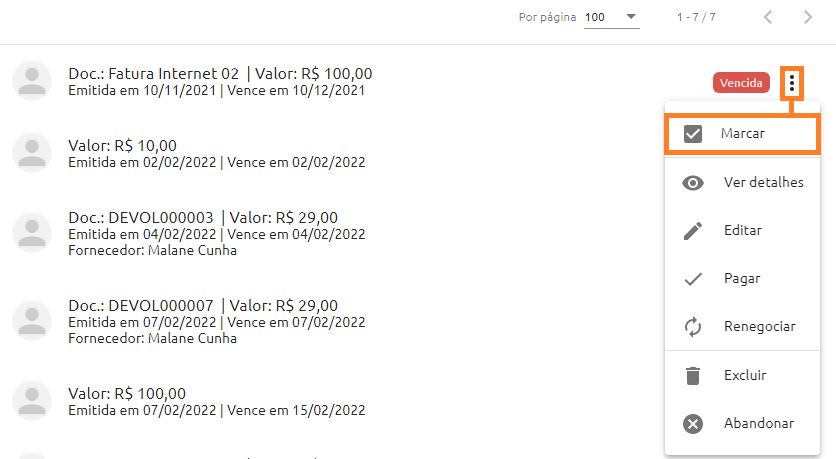 Por página 100 1 - 7 / 7
Doc.: Fatura Internet 02 | Valor: R$ 100,00
Emitida em 10/11/2021 | Vence em 10/12/2021
Vencida
Valor: R$ 10,00
Emitida em 02/02/2022 | Vence em 02/02/2022
Doc.: DEVOL000003 | Valor: R$ 29,00
Emitida em 04/02/2022 | Vence em 04/02/2022
Fornecedor: Malane Cunha
Doc.: DEVOL000007 | Valor: R$ 29,00
Emitida em 07/02/2022 | Vence em 07/02/2022
Fornecedor: Malane Cunha
Valor: R$ 100,00
Emitida em 07/02/2022 | Vence em 15/02/2022
Marcar
Ver detalhes
Editar
Pagar
Renegociar
Excluir
Abandonar